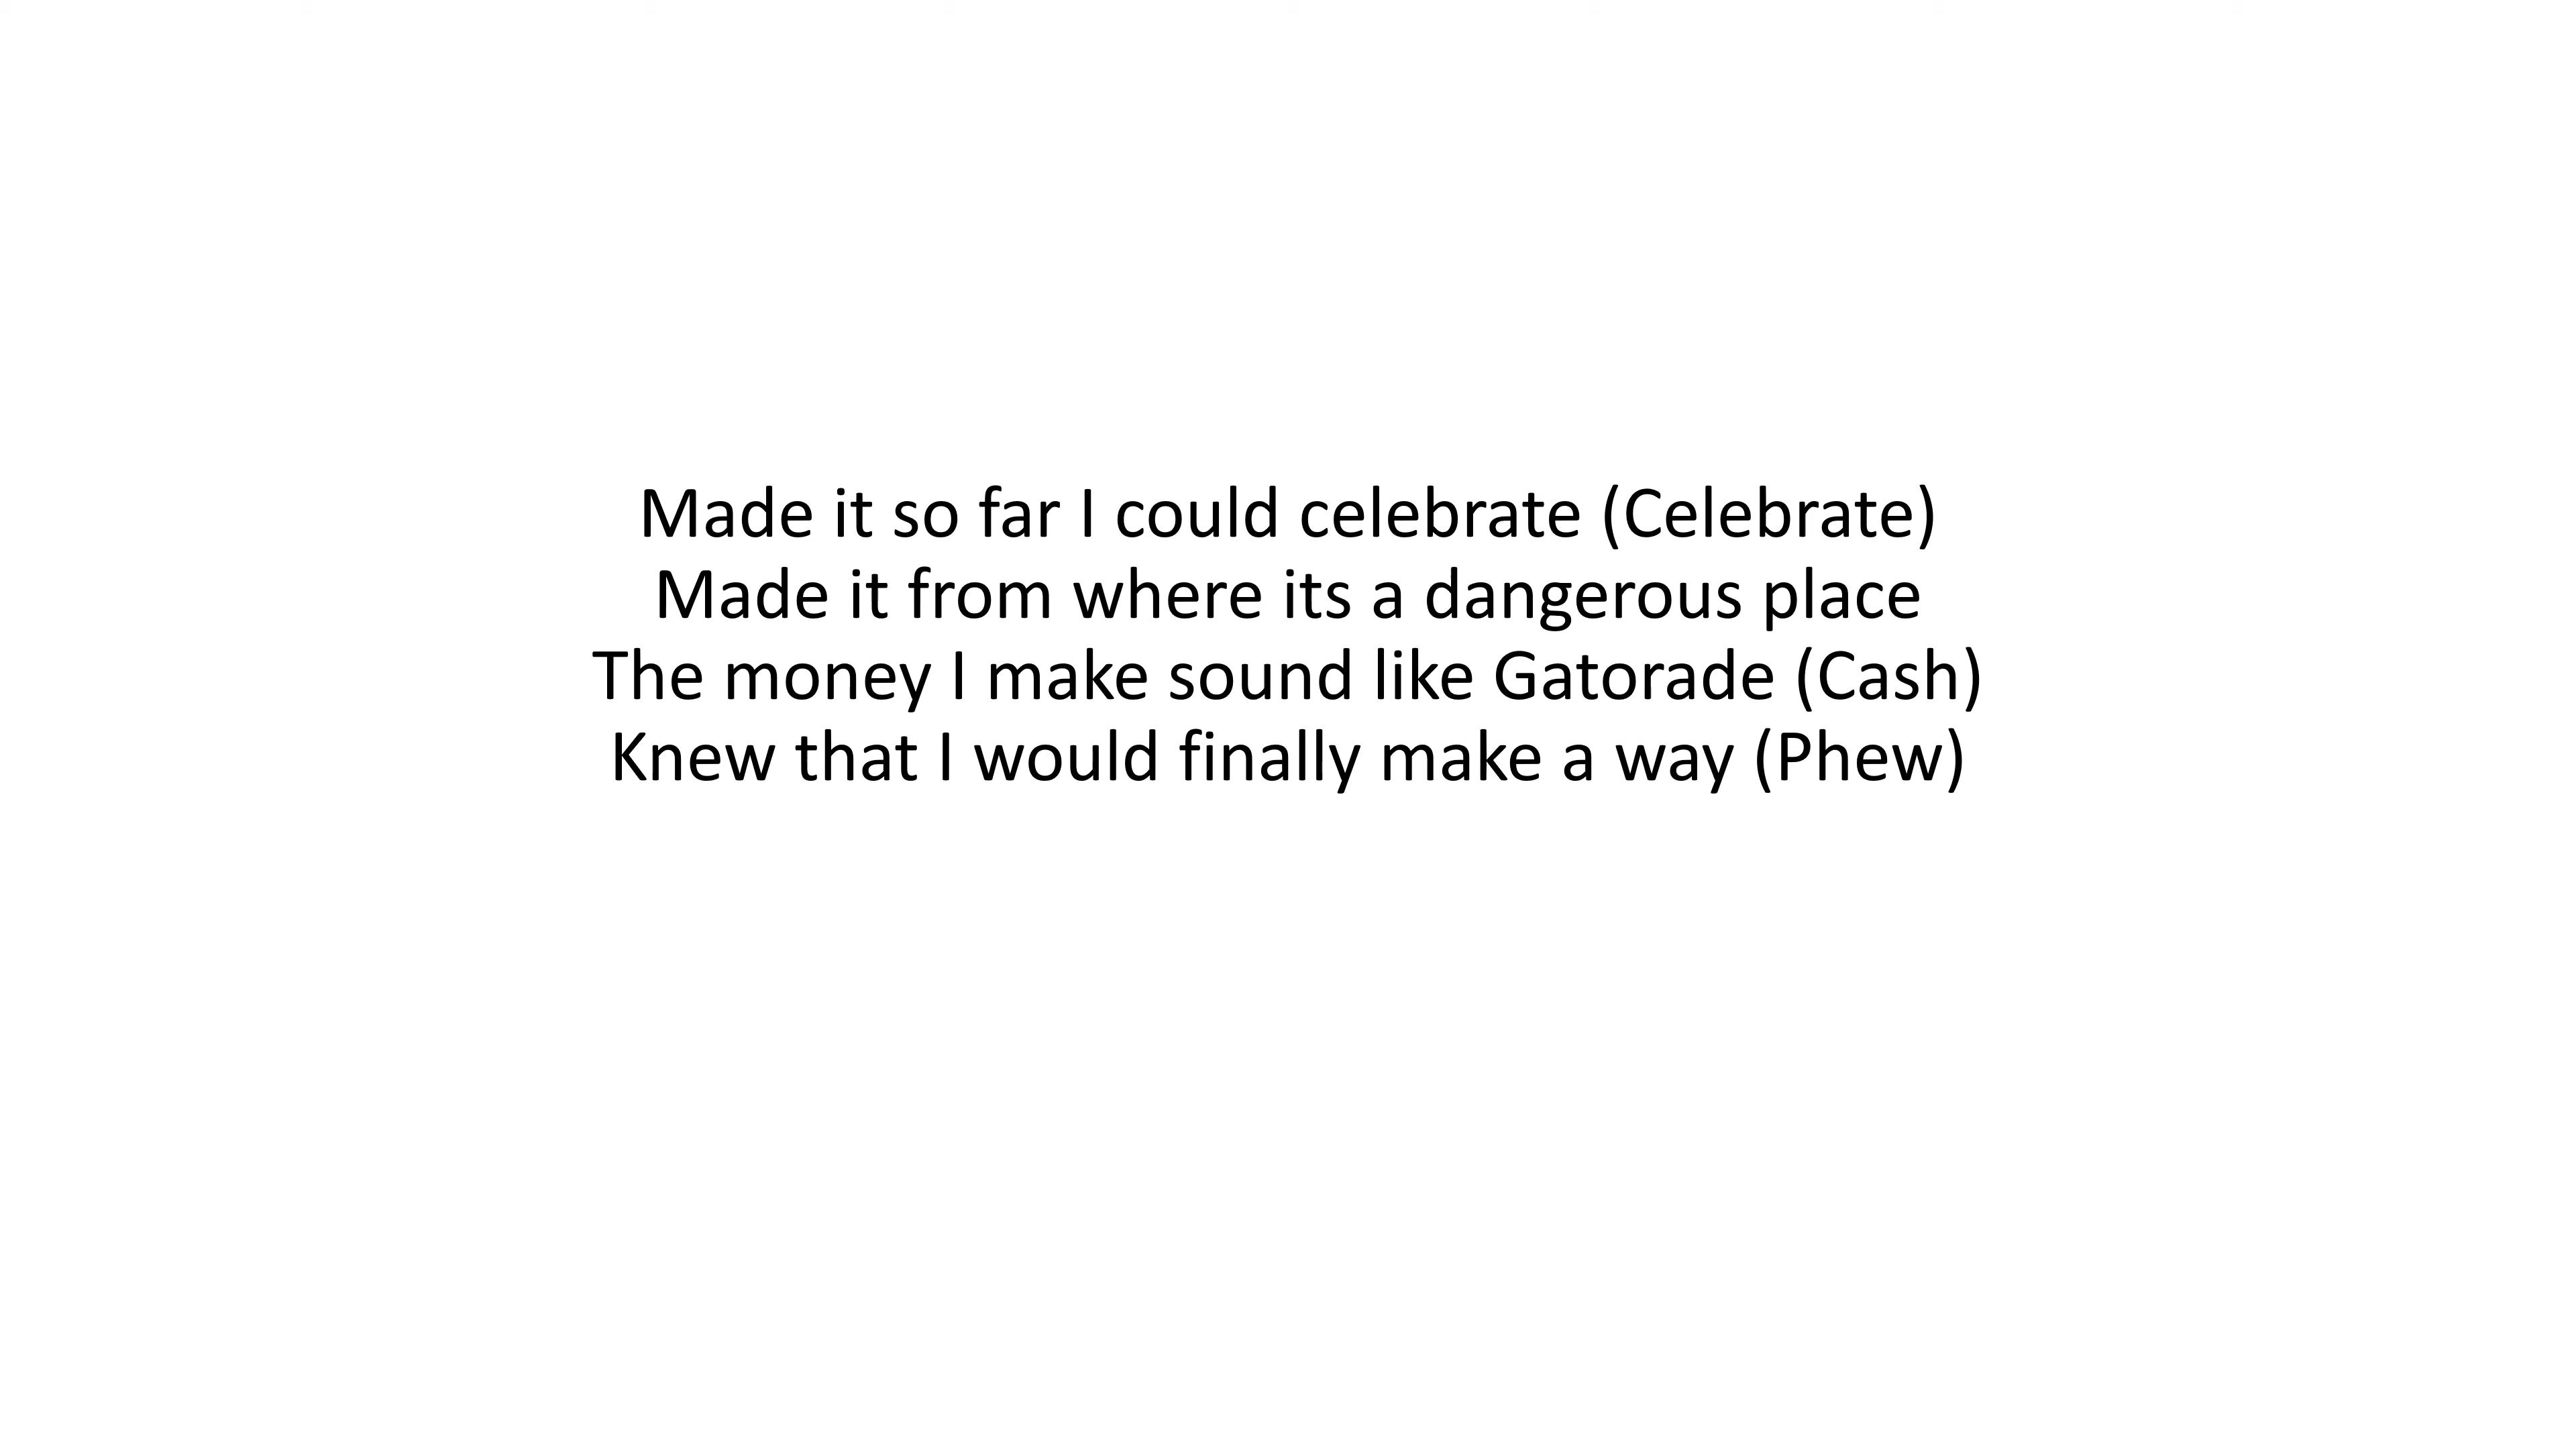 Made it so far I could celebrate (Celebrate)
Made it from where its a dangerous place
The money I make sound like Gatorade (Cash)
Knew that I would finally make a way (Phew)